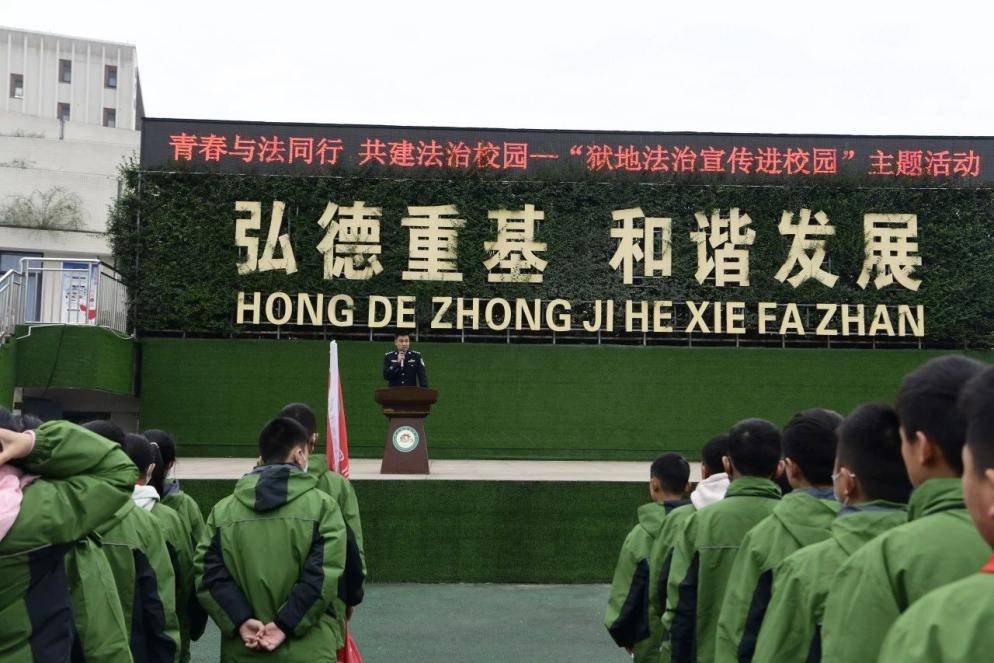 青春与法同行 共建法治校园—“狱地法治宣传进校园”主题活动
弘德重基 和谐发展
HONG DE ZHONG JI HE XIE FA ZHAN